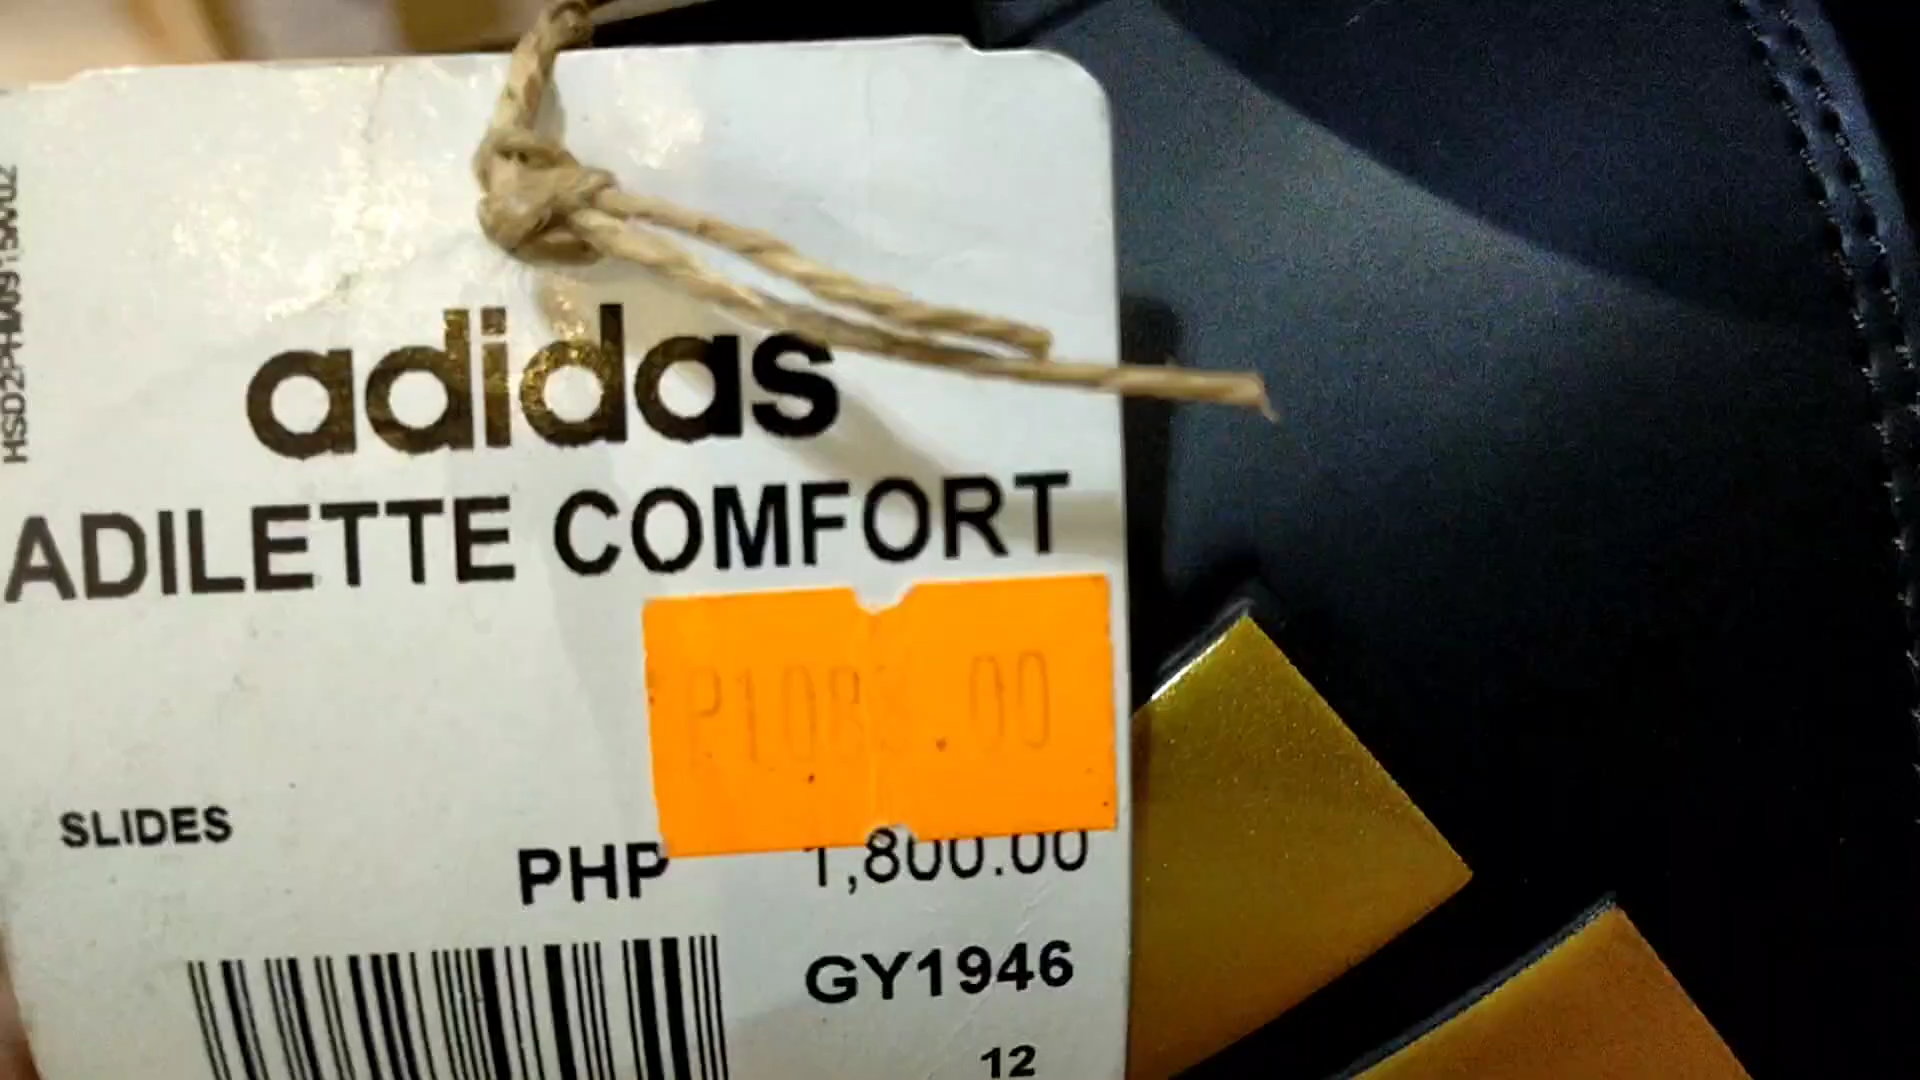 adidas
ADILETTE COMFORT
SLIDES
PHP 1,800.00
GY1946
12